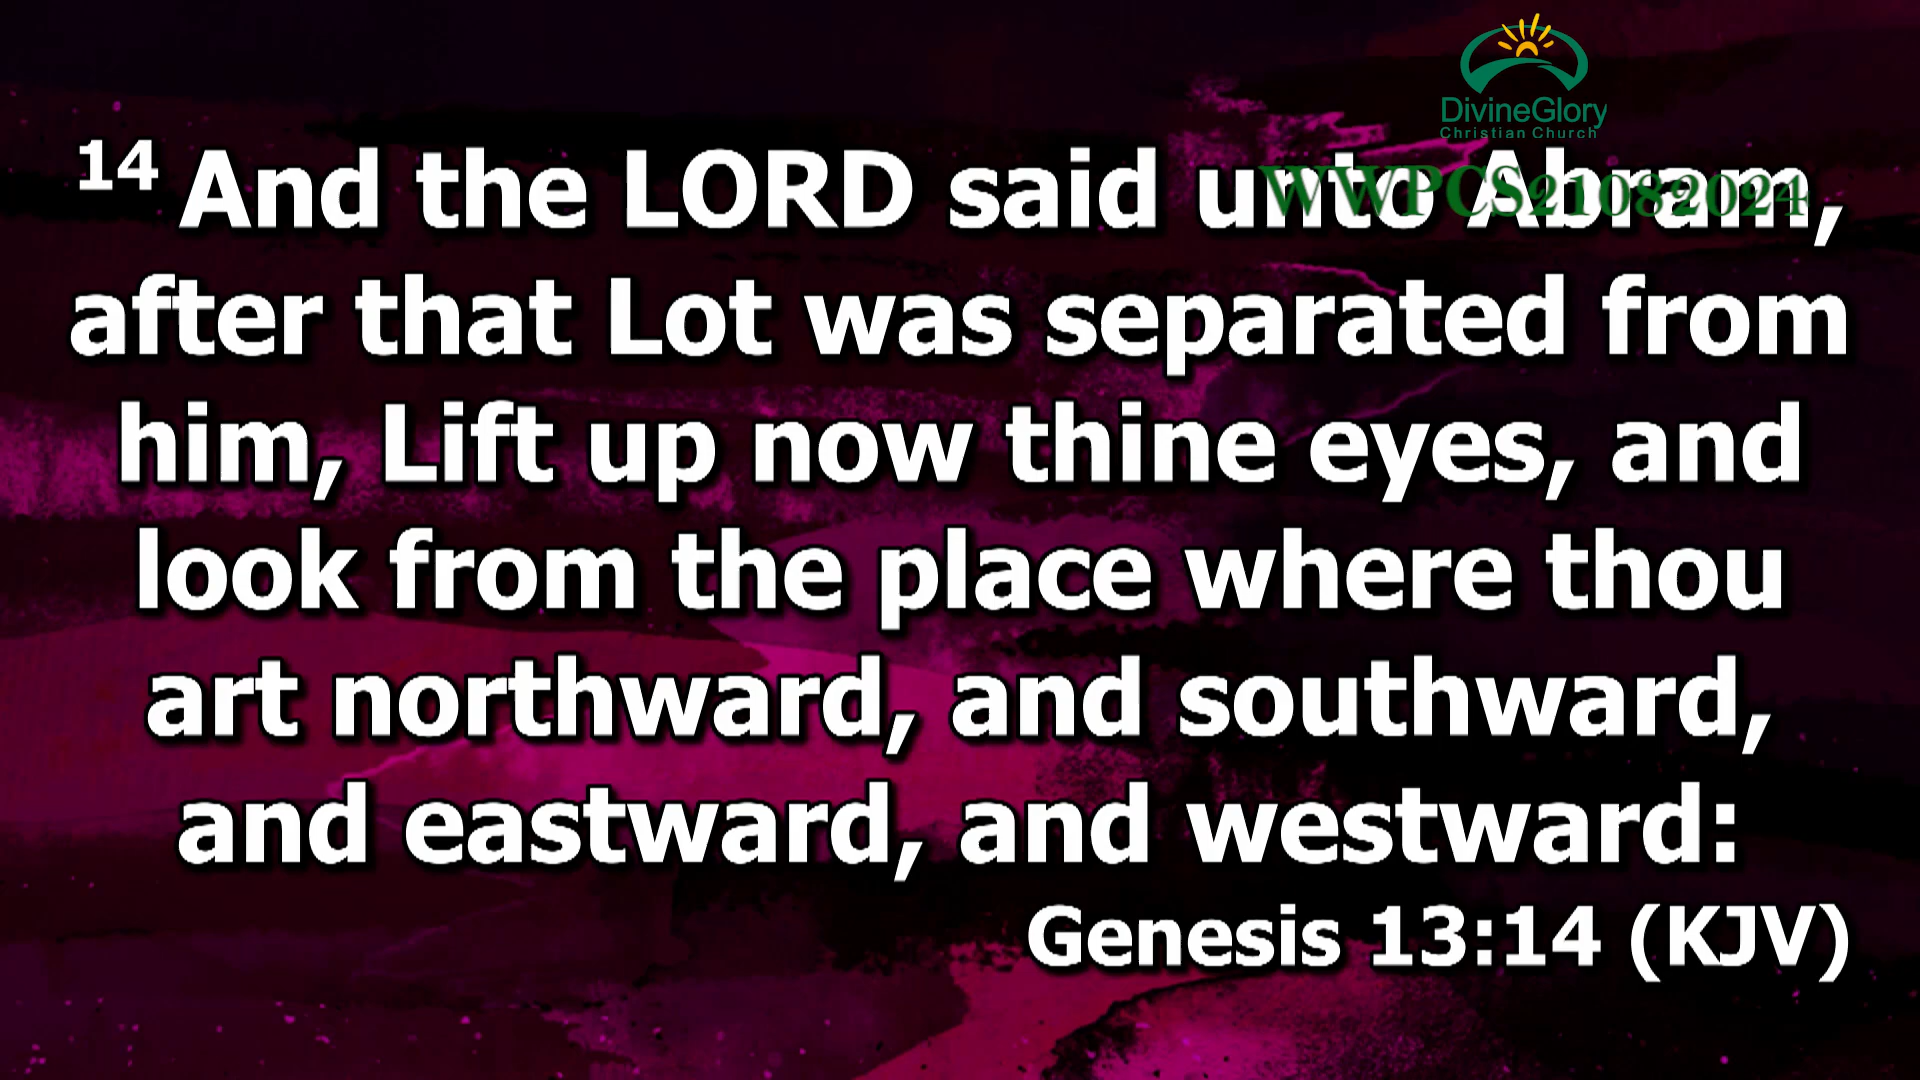 DivineGlory
Christian Church
WWPCS21082024
14 And the LORD said unto Abram,
after that Lot was separated from
him, Lift up now thine eyes, and
look from the place where thou
art northward, and southward,
and eastward, and westward:
Genesis 13:14 (KJV)